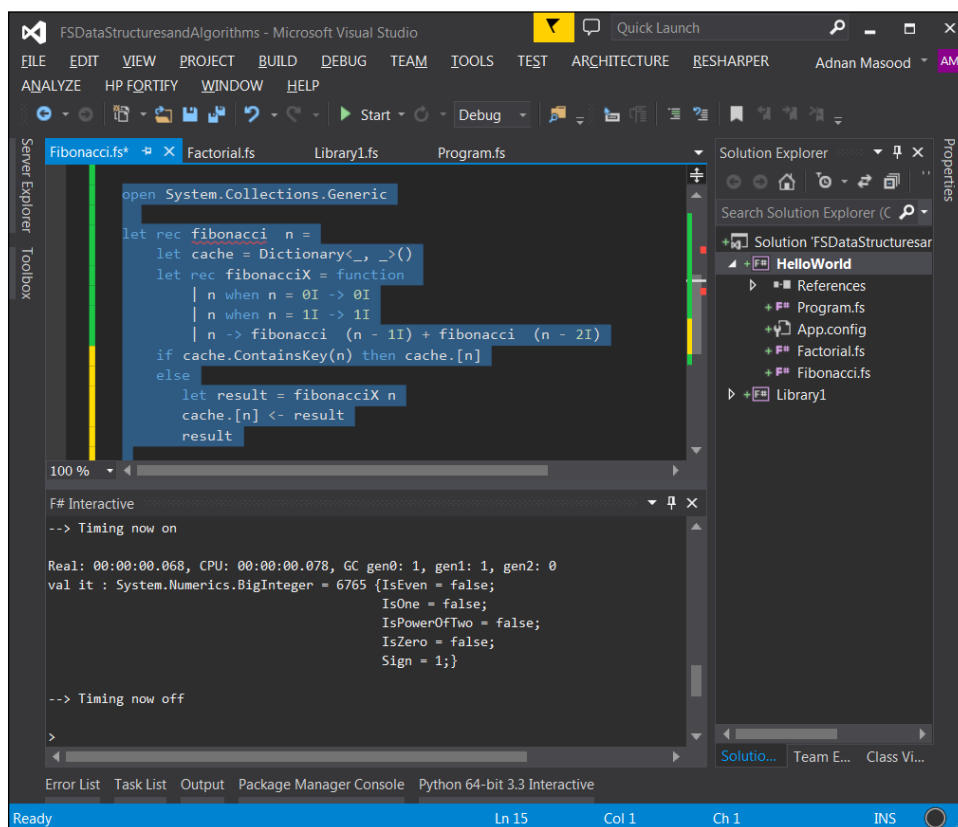 FSDataStructuresandAlgorithms - Microsoft Visual Studio
Quick Launch
FILE EDIT VIEW PROJECT BUILD DEBUG TEAM TOOLS TEST ARCHITECTURE RESHARPER Adnan Masood AM
ANALYZE HP FORTIFY WINDOW HELP
Start Debug
Server Explorer
Toolbox
Fibonacci.fs* Factorial.fs Library1.fs Program.fs
open System.Collections.Generic
let rec fibonacci n =
let cache = Dictionary<_, _>()
let rec fibonacciX = function
| n when n = 0I -> 0I
| n when n = 1I -> 1I
| n -> fibonacci (n - 1I) + fibonacci (n - 2I)
if cache.ContainsKey(n) then cache.[n]
else
let result = fibonacciX n
cache.[n] <- result
result
100 %
F# Interactive
--> Timing now on
Real: 00:00:00.068, CPU: 00:00:00.078, GC gen0: 1, gen1: 1, gen2: 0
val it : System.Numerics.BigInteger = 6765 {IsEven = false;
IsOne = false;
IsPowerOfTwo = false;
IsZero = false;
Sign = 1;}
--> Timing now off
>
Solution Explorer
Search Solution Explorer (C
Solution 'FSDataStructuresar
F# HelloWorld
References
F# Program.fs
App.config
F# Factorial.fs
F# Fibonacci.fs
F# Library1
Solutio... Team E... Class Vi...
Properties
Error List Task List Output Package Manager Console Python 64-bit 3.3 Interactive
Ready Ln 15 Col 1 Ch 1 INS